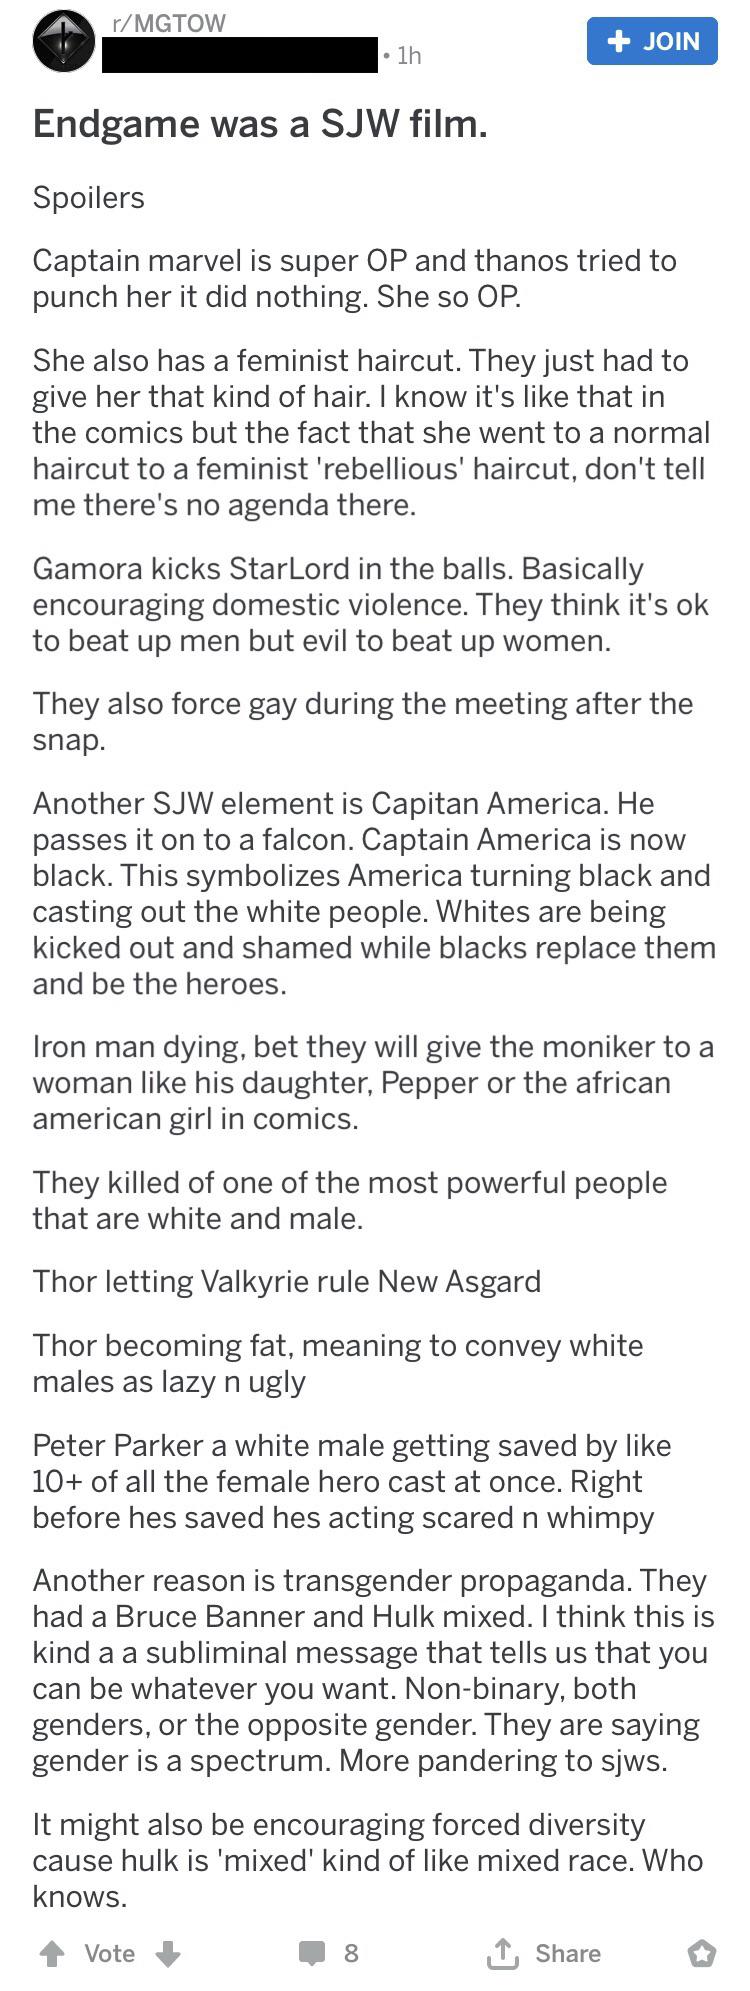 r/MGTOW
• 1h
JOIN
Endgame was a SJW film.
Spoilers
Captain marvel is super OP and thanos tried to
punch her it did nothing. She so OP.
She also has a feminist haircut. They just had to
give her that kind of hair. I know it's like that in
the comics but the fact that she went to a normal
haircut to a feminist 'rebellious' haircut, don't tell
me there's no agenda there.
Gamora kicks StarLord in the balls. Basically
encouraging domestic violence. They think it's ok
to beat up men but evil to beat up women.
They also force gay during the meeting after the
snap.
Another SJW element is Capitan America. He
passes it on to a falcon. Captain America is now
black. This symbolizes America turning black and
casting out the white people. Whites are being
kicked out and shamed while blacks replace them
and be the heroes.
Iron man dying, bet they will give the moniker to a
woman like his daughter, Pepper or the african
american girl in comics.
They killed of one of the most powerful people
that are white and male.
Thor letting Valkyrie rule New Asgard
Thor becoming fat, meaning to convey white
males as lazy n ugly
Peter Parker a white male getting saved by like
10+ of all the female hero cast at once. Right
before hes saved hes acting scared n whimpy
Another reason is transgender propaganda. They
had a Bruce Banner and Hulk mixed. I think this is
kind a a subliminal message that tells us that you
can be whatever you want. Non-binary, both
genders, or the opposite gender. They are saying
gender is a spectrum. More pandering to sjws.
It might also be encouraging forced diversity
cause hulk is 'mixed' kind of like mixed race. Who
knows.
Vote 8 Share